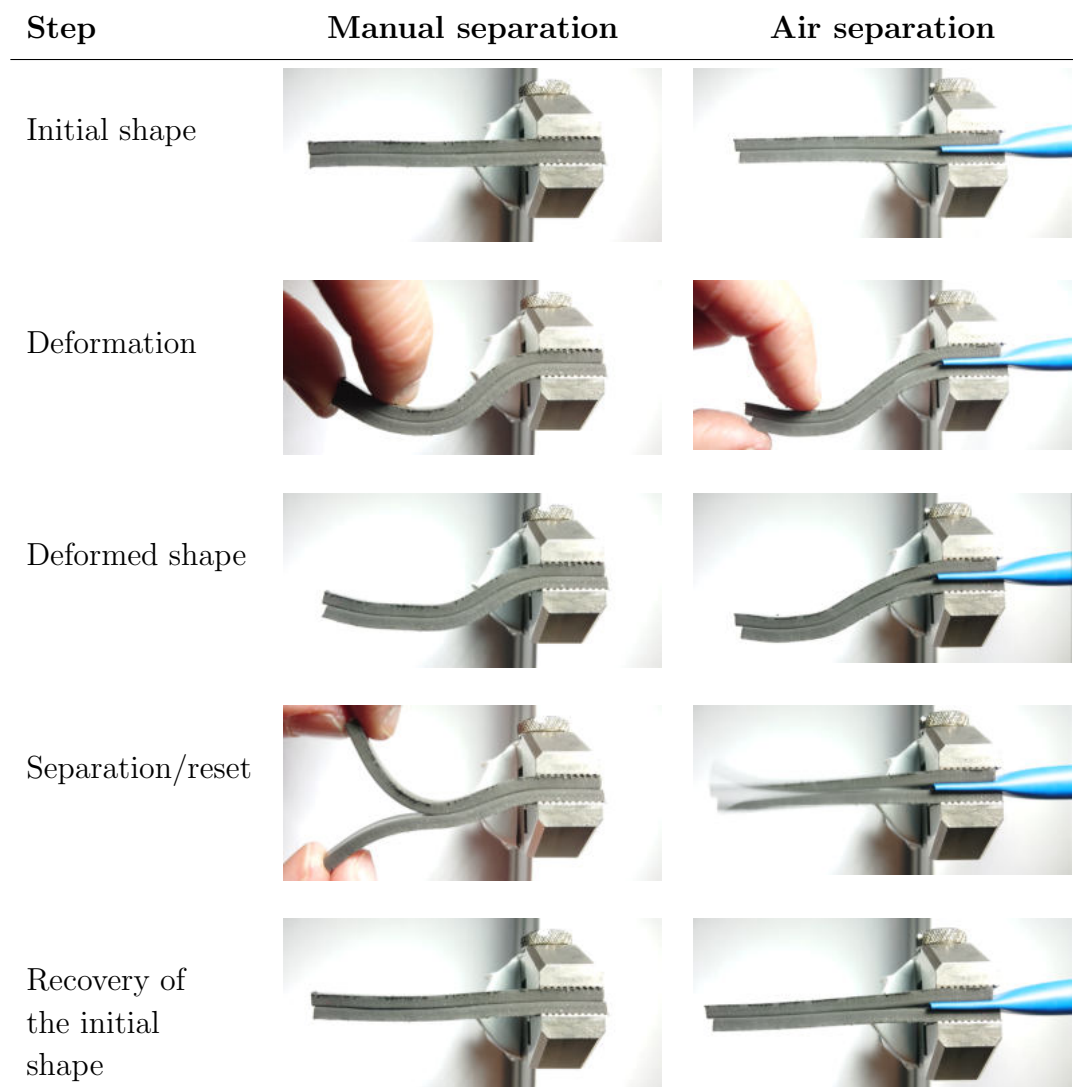 Step Manual separation Air separation
Initial shape
Deformation
Deformed shape
Separation/reset
Recovery of
the initial
shape